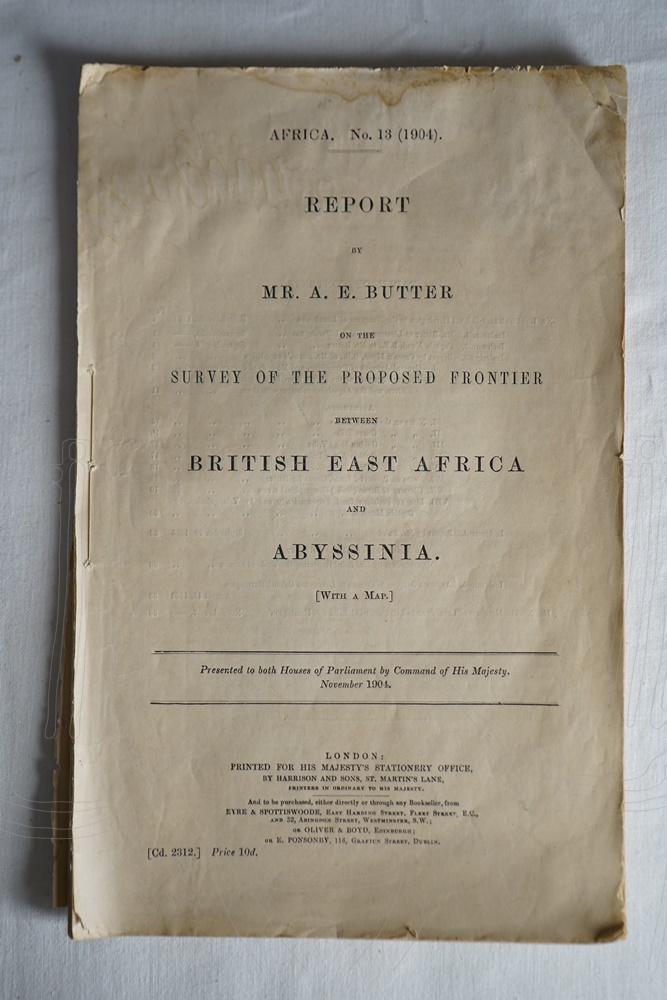 AFRICA. No. 13 (1904).
REPORT
BY
MR. A. E. BUTTER
ON THE
SURVEY OF THE PROPOSED FRONTIER
BETWEEN
BRITISH EAST AFRICA
AND
ABYSSINIA.
[WITH A MAP.]
Presented to both Houses of Parliament by Command of His Majesty.
November 1904.
LONDON:
PRINTED FOR HIS MAJESTY'S STATIONERY OFFICE,
BY HARRISON AND SONS, ST. MARTIN'S LANE,
PRINTERS IN ORDINARY TO HIS MAJESTY.
And to be purchased, either directly or through any Bookseller, from
EYRE & SPOTTISWOODE, EAST HARDING STREET, FLEET STREET, E.C.,
AND 32, ABINGDON STREET, WESTMINSTER, S.W.;
OR OLIVER & BOYD, EDINBURGH;
OR E. PONSONBY, 116, GRAFTON STREET, DUBLIN.
[Cd. 2312.] Price 10d.